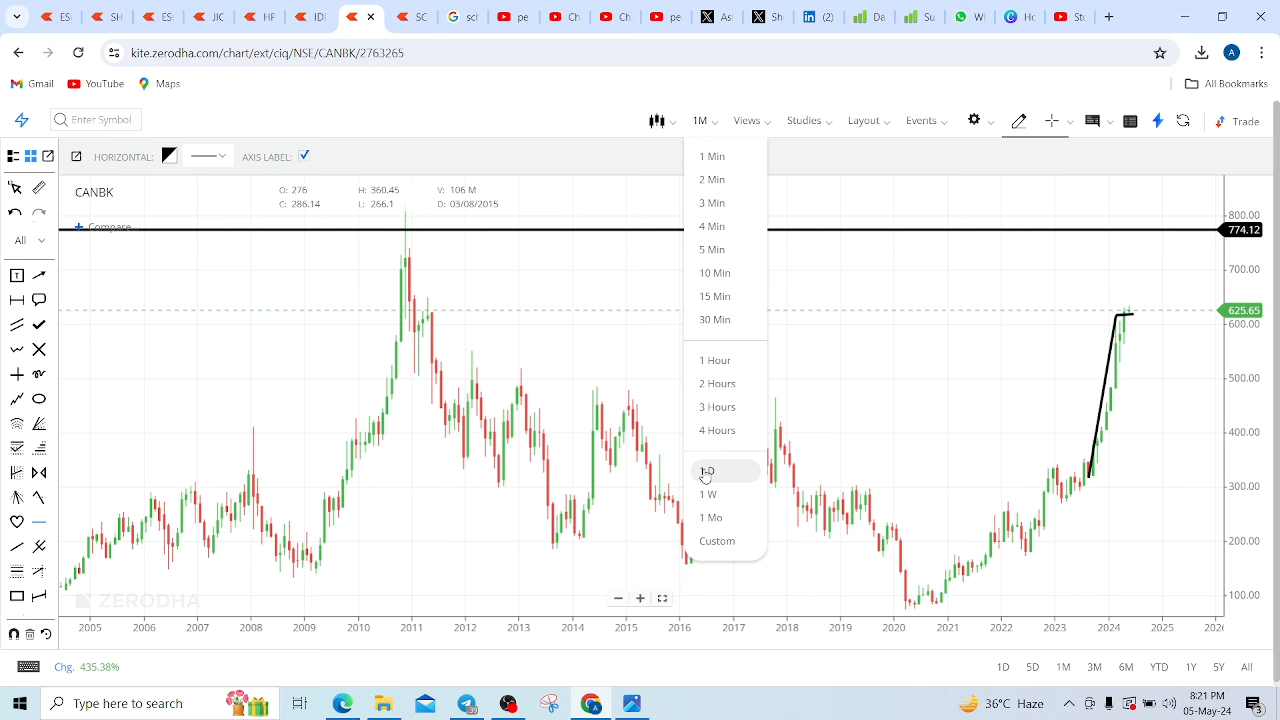 ES
JIC
HF
SC
scl
pe
Ch
Cl
pe
As
Sh
(2)
Da
Su
WI
Hc
Sti
kite.zerodha.com/chart/ext/ciq/NSE/CANBK/2763265
A
Gmail
YouTube
Maps
All Bookmarks
Enter Symbol
1M
Views
Studies
Layout
Events
Trade
HORIZONTAL:
AXIS LABEL:
CANBK
O: 276
H: 360.45
V: 106 M
C: 286.14
L: 266.1
D: 03/08/2015
Compare...
All
T
1 Min
2 Min
3 Min
4 Min
5 Min
10 Min
15 Min
30 Min
1 Hour
2 Hours
3 Hours
4 Hours
1 D
1 W
1 Mo
Custom
800.00
774.12
700.00
625.65
600.00
500.00
400.00
300.00
200.00
100.00
ZERODHA
2005
2006
2007
2008
2009
2010
2011
2012
2013
2014
2015
2016
2017
2018
2019
2020
2021
2022
2023
2024
2025
2026
Chg. 435.38%
1D
5D
1M
3M
6M
YTD
1Y
5Y
All
Type here to search
36°C Haze
8:21 PM
05-May-24